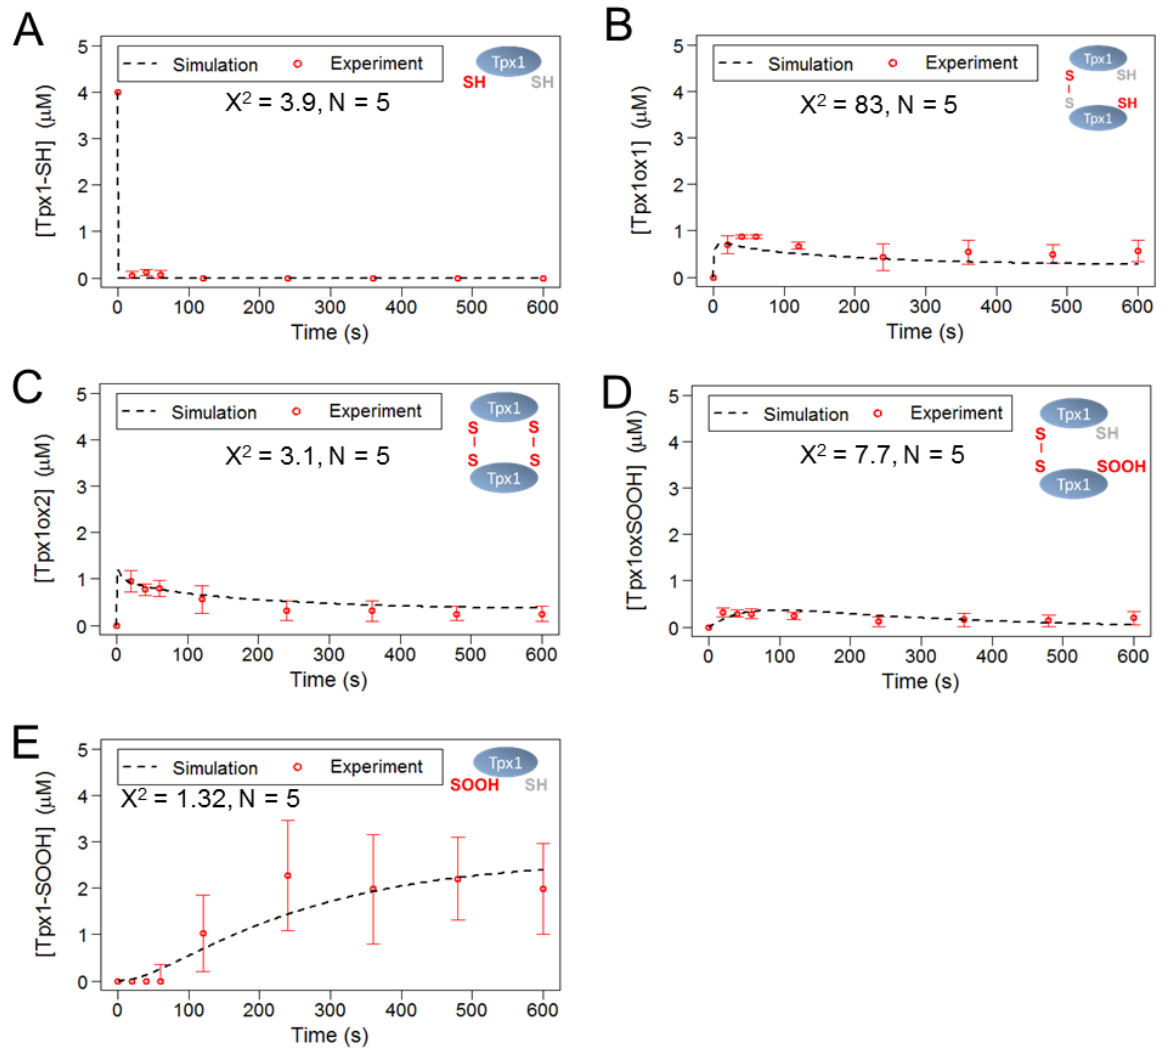 A
Simulation
Experiment
Tpx1
SH
SH
X2 = 3.9, N = 5
[Tpx1-SH] (µM)
5
4
3
2
1
0
0 100 200 300 400 500 600
Time (s)
B
Simulation
Experiment
Tpx1
S
SH
S
SH
Tpx1
X2 = 83, N = 5
[Tpx1ox1] (µM)
5
4
3
2
1
0
0 100 200 300 400 500 600
Time (s)
C
Simulation
Experiment
Tpx1
S
S
S
S
Tpx1
X2 = 3.1, N = 5
[Tpx1ox2] (µM)
5
4
3
2
1
0
0 100 200 300 400 500 600
Time (s)
D
Simulation
Experiment
Tpx1
S
SH
S
SOOH
Tpx1
X2 = 7.7, N = 5
[Tpx1oxSOOH] (µM)
5
4
3
2
1
0
0 100 200 300 400 500 600
Time (s)
E
Simulation
Experiment
Tpx1
SOOH
SH
X2 = 1.32, N = 5
[Tpx1-SOOH] (µM)
5
4
3
2
1
0
0 100 200 300 400 500 600
Time (s)